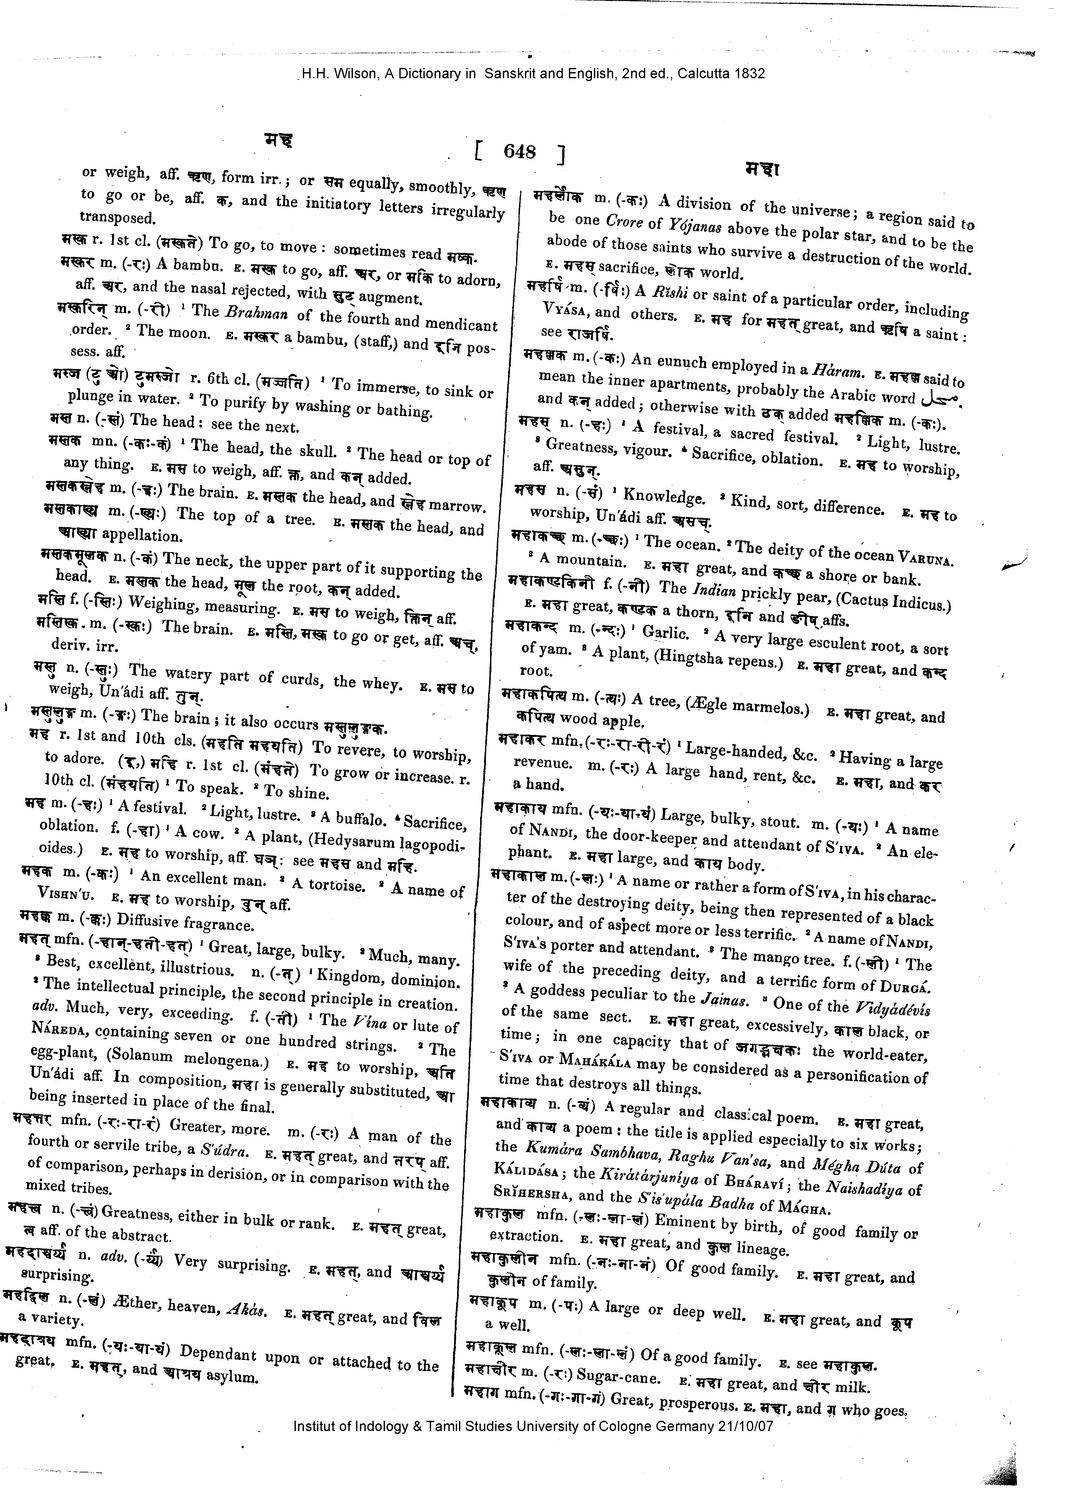 H.H. Wilson, A Dictionary in Sanskrit and English, 2nd ed., Calcutta 1832
मह [ 648 ] महा
or weigh, aff. ऋण, form irr.; or सम equally, smoothly, ऋण
to go or be, aff. क, and the initiatory letters irregularly
transposed.
मस्क r. 1st cl. (मस्कते) To go, to move: sometimes read मष्क.
मस्कर m. (-रः) A bambu. E. मस्क to go, aff. अर, or मकि to adorn,
aff. अर, and the nasal rejected, with सुट् augment.
मस्करिन् m. (-री) ¹ The Brahman of the fourth and mendicant
order. ² The moon. E. मस्कर a bambu, (staff,) and इनि pos-
sess. aff.
मस्ज (टु ओ) टुमस्जो r. 6th cl. (मज्जति) ¹ To immerse, to sink or
plunge in water. ² To purify by washing or bathing.
मस्त n. (-स्तं) The head: see the next.
मस्तक mn. (-कः-कं) ¹ The head, the skull. ² The head or top of
any thing. E. मस to weigh, aff. क्त, and कन् added.
मस्तकस्नेह m. (-हः) The brain. E. मस्तक the head, and स्नेह marrow.
मस्तकाख्य m. (-ख्यः) The top of a tree. E. मस्तक the head, and
आख्या appellation.
मस्तकमूलक n. (-कं) The neck, the upper part of it supporting the
head. E. मस्तक the head, मूल the root, कन् added.
मस्ति f. (-स्तिः) Weighing, measuring. E. मस to weigh, क्तिन् aff.
मस्तिष्क m. (-ष्कः) The brain. E. मस्ति, मस्क to go or get, aff. अच्,
deriv. irr.
मस्तु n. (-स्तुः) The watery part of curds, the whey. E. मस to
weigh, Un'ádi aff. तुन्.
मस्तुलुङ्ग m. (-ङ्गः) The brain; it also occurs मस्तुलुङ्गक.
मह r. 1st and 10th cls. (महति महयति) To revere, to worship,
to adore. (इ,) महि r. 1st cl. (मंहते) To grow or increase. r.
10th cl. (मंहयति) ¹ To speak. ² To shine.
मह m. (-हः) ¹ A festival. ² Light, lustre. ³ A buffalo. ⁴ Sacrifice,
oblation. f. (-हा) ¹ A cow. ² A plant, (Hedysarum lagopodi-
oides.) E. मह to worship, aff. घञ्: see महस and महि.
महक m. (-कः) ¹ An excellent man. ² A tortoise. ³ A name of
VISHN'U. E. मह to worship, वुन् aff.
महक्क m. (-क्कः) Diffusive fragrance.
महत् mfn. (-हान्-हती-हत्) ¹ Great, large, bulky. ² Much, many.
³ Best, excellent, illustrious. n. (-त्) ¹ Kingdom, dominion.
² The intellectual principle, the second principle in creation.
adv. Much, very, exceeding. f. (-ती) ¹ The Vína or lute of
NÁREDA, containing seven or one hundred strings. ² The
egg-plant, (Solanum melongena.) E. मह to worship, अति
Un'ádi aff. In composition, महा is generally substituted, आ
being inserted in place of the final.
महत्तर mfn. (-रः-रा-रं) Greater, more. m. (-रः) A man of the
fourth or servile tribe, a S'údra. E. महत् great, and तरप् aff.
of comparison, perhaps in derision, or in comparison with the
mixed tribes.
महत्त्व n. (-त्त्वं) Greatness, either in bulk or rank. E. महत् great,
त्व aff. of the abstract.
महदाश्चर्य्य n. adv. (-र्य्यं) Very surprising. E. महत्, and आश्चर्य्य
surprising.
महद्विल n. (-लं) Æther, heaven, Akás. E. महत् great, and विल
a variety.
महदाश्रय mfn. (-यः-या-यं) Dependant upon or attached to the
great. E. महत्, and आश्रय asylum.
महर्लोक m. (-कः) A division of the universe; a region said to
be one Crore of Yójanas above the polar star, and to be the
abode of those saints who survive a destruction of the world.
E. महस् sacrifice, लोक world.
महर्षि m. (-र्षिः) A Rishi or saint of a particular order, including
VYÁSA, and others. E. मह for महत् great, and ऋषि a saint:
see राजर्षि.
महल्लक m. (-कः) An eunuch employed in a Háram. E. महल्ल said to
mean the inner apartments, probably the Arabic word محل.
and कन् added; otherwise with ठक् added महल्लिक m. (-कः).
महस् n. (-हः) ¹ A festival, a sacred festival. ² Light, lustre.
³ Greatness, vigour. ⁴ Sacrifice, oblation. E. मह to worship,
aff. असुन्.
महस n. (-सं) ¹ Knowledge. ² Kind, sort, difference. E. मह to
worship, Un'ádi aff. असच्.
महाकच्छ m. (-च्छः) ¹ The ocean. ² The deity of the ocean VARUNA.
³ A mountain. E. महा great, and कच्छ a shore or bank.
महाकण्टकिनी f. (-नी) The Indian prickly pear, (Cactus Indicus.)
E. महा great, कण्टक a thorn, इनि and ङीप् affs.
महाकन्द m. (-न्दः) ¹ Garlic. ² A very large esculent root, a sort
of yam. ³ A plant, (Hingtsha repens.) E. महा great, and कन्द
root.
महाकपित्थ m. (-त्थः) A tree, (Ægle marmelos.) E. महा great, and
कपित्थ wood apple.
महाकर mfn. (-रः-रा-री-रं) ¹ Large-handed, &c. ² Having a large
revenue. m. (-रः) A large hand, rent, &c. E. महा, and कर
a hand.
महाकाय mfn. (-यः-या-यं) Large, bulky, stout. m. (-यः) ¹ A name
of NANDI, the door-keeper and attendant of S'IVA. ² An ele-
phant. E. महा large, and काय body.
महाकाल m. (-लः) ¹ A name or rather a form of S'IVA, in his charac-
ter of the destroying deity, being then represented of a black
colour, and of aspect more or less terrific. ² A name of NANDI,
S'IVA's porter and attendant. ³ The mango tree. f. (-ली) ¹ The
wife of the preceding deity, and a terrific form of DURGÁ.
² A goddess peculiar to the Jainas. ³ One of the Vidyádévís
of the same sect. E. महा great, excessively, काल black, or
time; in one capacity that of जगद्भक्षकः the world-eater,
S'IVA or MAHÁKÁLA may be considered as a personification of
time that destroys all things.
महाकाव्य n. (-व्यं) A regular and classical poem. E. महा great,
and काव्य a poem: the title is applied especially to six works;
the Kumára Sambhava, Raghu Van'sa, and Mégha Dúta of
KÁLIDÁSA; the Kirátárjuníya of BHÁRAVÍ; the Naishadíya of
SRÍHERSHA, and the S'is'upála Badha of MÁGHA.
महाकुल mfn. (-लः-ला-लं) Eminent by birth, of good family or
extraction. E. महा great, and कुल lineage.
महाकुलीन mfn. (-नः-ना-नं) Of good family. E. महा great, and
कुलीन of family.
महाकूप m. (-पः) A large or deep well. E. महा great, and कूप
a well.
महाकूल mfn. (-लः-ला-लं) Of a good family. E. see महाकुल.
महाक्षीर m. (-रः) Sugar-cane. E. महा great, and क्षीर milk.
महाग mfn. (-गः-गा-गं) Great, prosperous. E. महा, and ग who goes.
Institut of Indology & Tamil Studies University of Cologne Germany 21/10/07